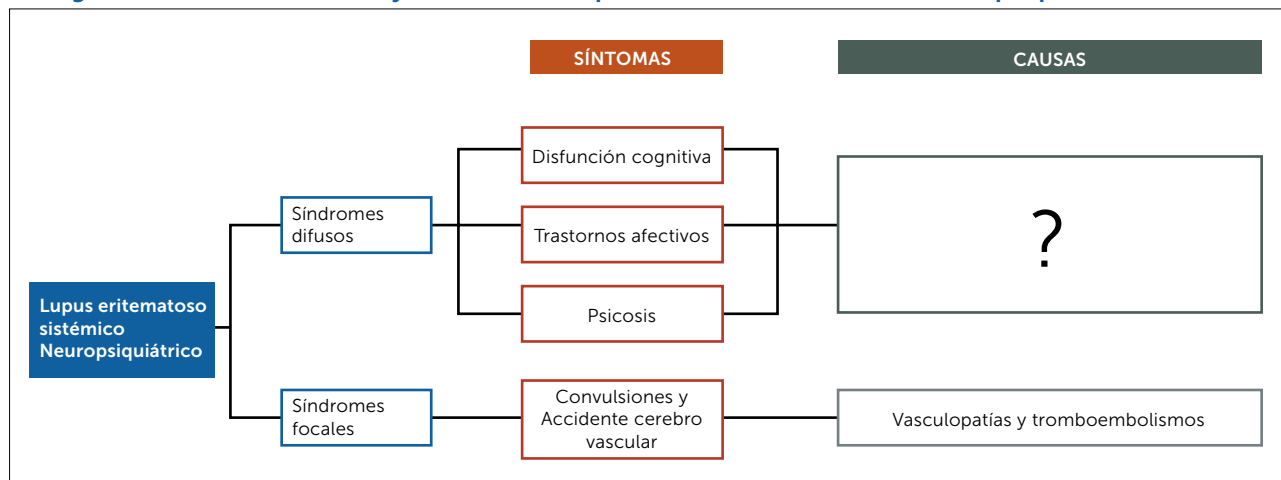 SÍNTOMAS
CAUSAS
Disfunción cognitiva
Síndromes
difusos
Trastornos afectivos
?
Psicosis
Lupus eritematoso
sistémico
Neuropsiquiátrico
Síndromes
focales
Convulsiones y
Accidente cerebro
vascular
Vasculopatías y tromboembolismos